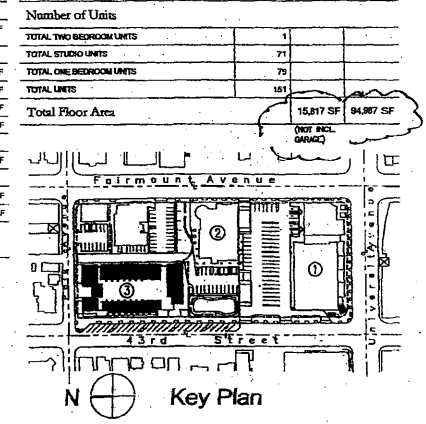 Number of Units
TOTAL TWO BEDROOM UNITS 1
TOTAL STUDIO UNITS 71
TOTAL ONE BEDROOM UNITS 79
TOTAL UNITS 151
Total Floor Area 15,817 SF 94,987 SF
(NOT INCL.
GARAGE)
Fairmount Avenue
University Avenue
2
1
3
43rd Street
N Key Plan